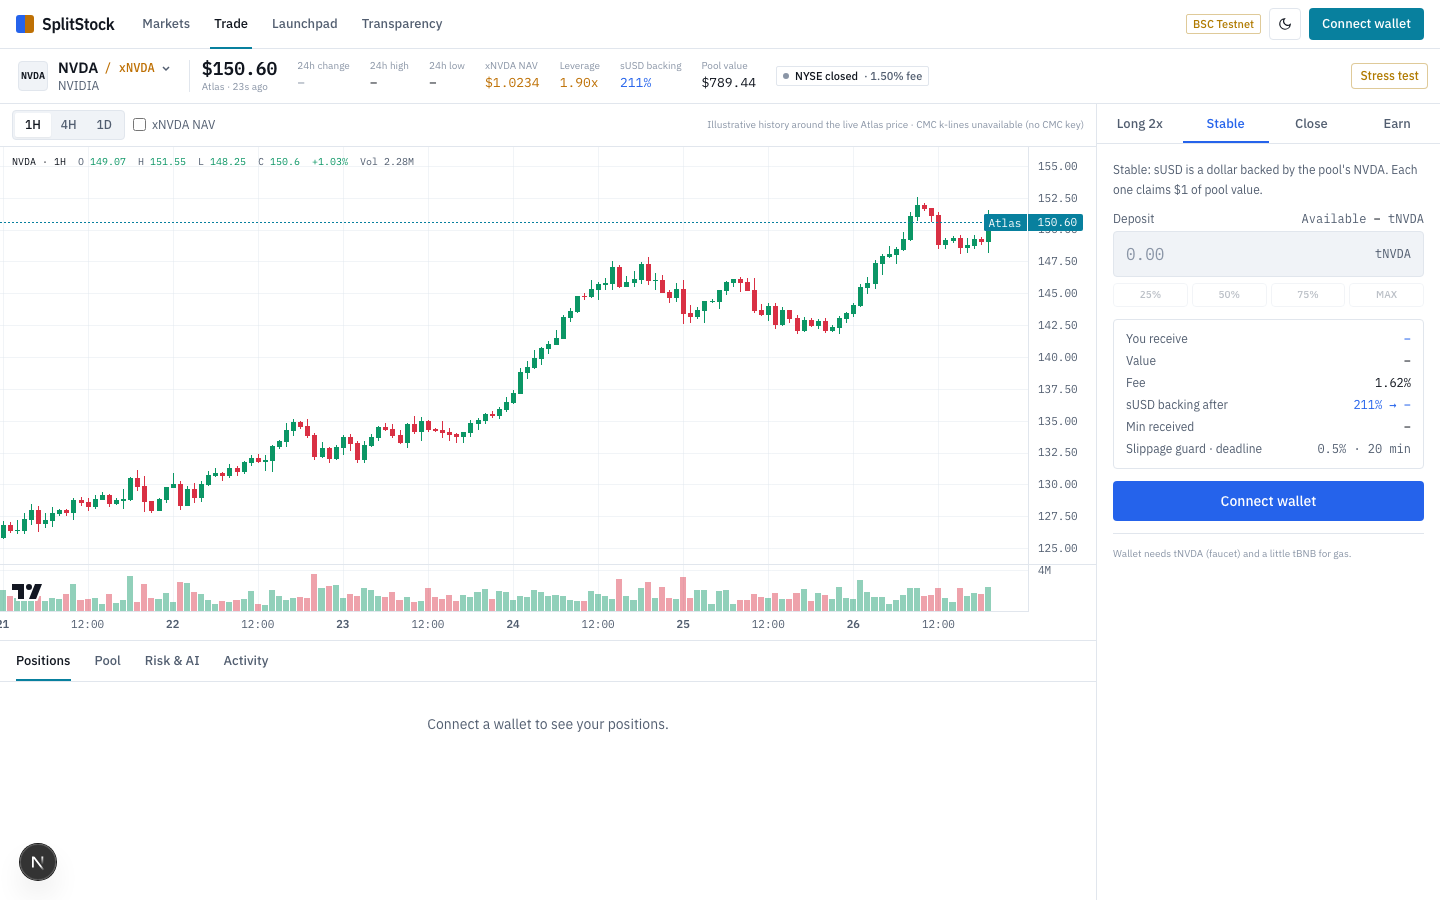 SplitStock
Markets
Trade
Launchpad
Transparency
BSC Testnet
Connect wallet
NVDA
NVDA / xNVDA
NVIDIA
$150.60
Atlas · 23s ago
24h change
–
24h high
–
24h low
–
xNVDA NAV
$1.0234
Leverage
1.90x
sUSD backing
211%
Pool value
$789.44
NYSE closed · 1.50% fee
Stress test
1H 4H 1D
xNVDA NAV
Illustrative history around the live Atlas price · CMC k-lines unavailable (no CMC key)
NVDA · 1H O 149.07 H 151.55 L 148.25 C 150.6 +1.03% Vol 2.28M
155.00
152.50
Atlas 150.60
147.50
145.00
142.50
140.00
137.50
135.00
132.50
130.00
127.50
125.00
4M
21 12:00 22 12:00 23 12:00 24 12:00 25 12:00 26 12:00
Positions
Pool
Risk & AI
Activity
Connect a wallet to see your positions.
N
Long 2x
Stable
Close
Earn
Stable: sUSD is a dollar backed by the pool's NVDA. Each
one claims $1 of pool value.
Deposit
Available – tNVDA
0.00 tNVDA
25% 50% 75% MAX
You receive –
Value –
Fee 1.62%
sUSD backing after 211% → –
Min received –
Slippage guard · deadline 0.5% · 20 min
Connect wallet
Wallet needs tNVDA (faucet) and a little tBNB for gas.